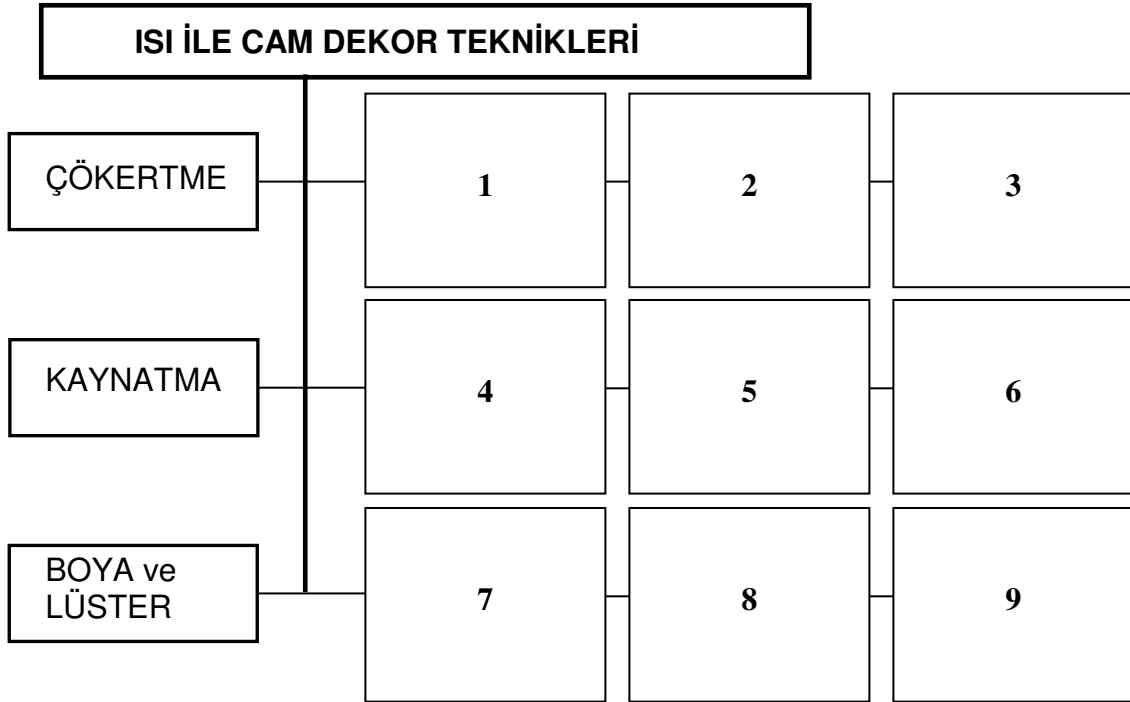 ISI İLE CAM DEKOR TEKNİKLERİ
ÇÖKERTME
1
2
3
KAYNATMA
4
5
6
BOYA ve
LÜSTER
7
8
9